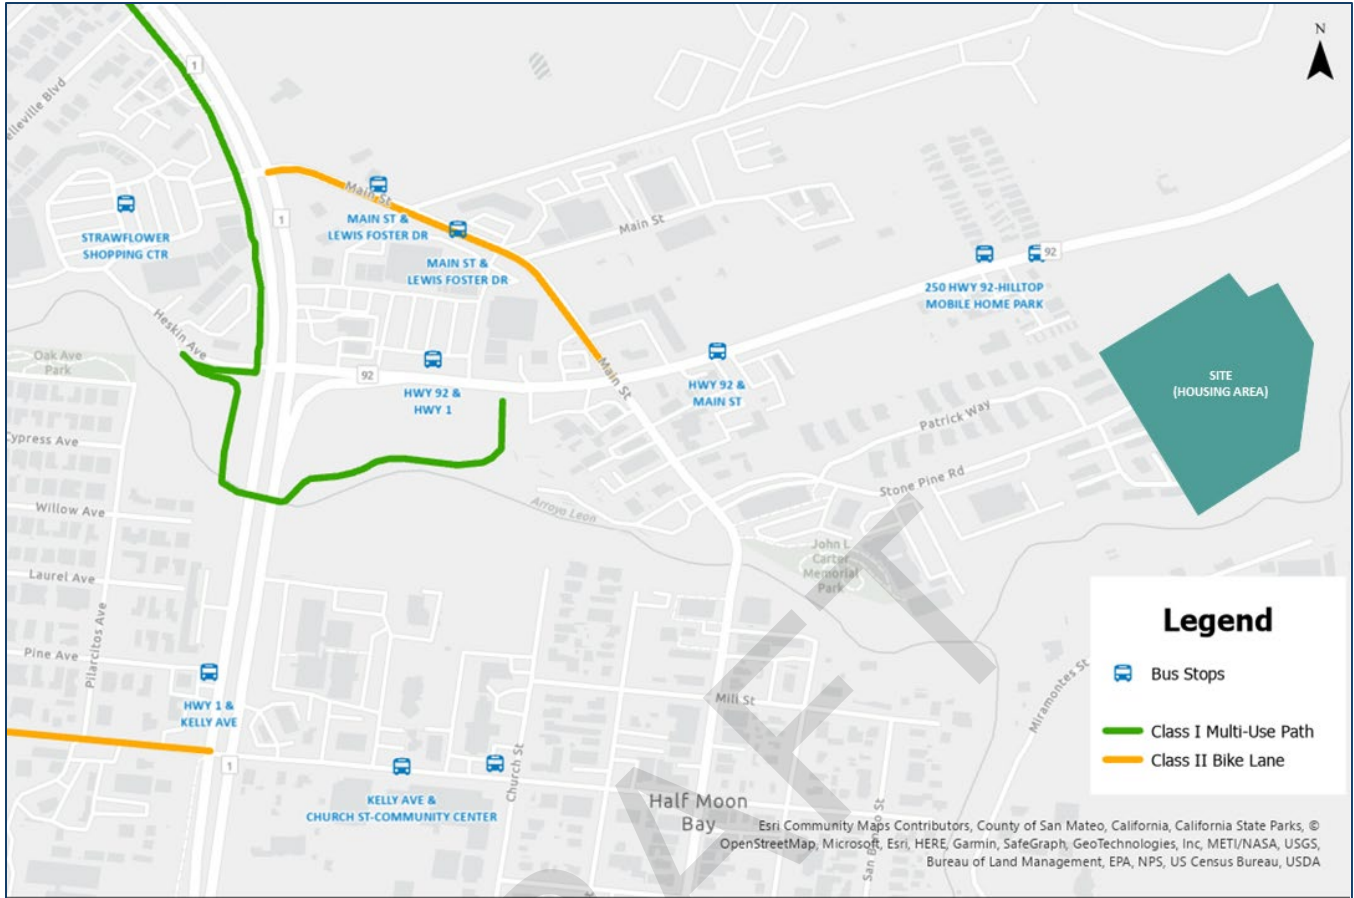 N
1
elleville Blvd
STRAWFLOWER
SHOPPING CTR
Main St
MAIN ST &
LEWIS FOSTER DR
1
MAIN ST &
LEWIS FOSTER DR
Main St
92
250 HWY 92-HILLTOP
MOBILE HOME PARK
Heskin Ave
Oak Ave
Park
92
HWY 92 &
HWY 1
Main St
HWY 92 &
MAIN ST
SITE
(HOUSING AREA)
Patrick Way
Stone Pine Rd
Cypress Ave
Willow Ave
Arroyo Leon
John L
Carter
Memorial
Park
Laurel Ave
Pilarcitos Ave
Pine Ave
HWY 1 &
KELLY AVE
1
Mill St
Miramontes St
Church St
KELLY AVE &
CHURCH ST-COMMUNITY CENTER
Half Moon
Bay
Legend
Bus Stops
Class I Multi-Use Path
Class II Bike Lane
Esri Community Maps Contributors, County of San Mateo, California, California State Parks, ©
OpenStreetMap, Microsoft, Esri, HERE, Garmin, SafeGraph, GeoTechnologies, Inc, METI/NASA, USGS,
Bureau of Land Management, EPA, NPS, US Census Bureau, USDA